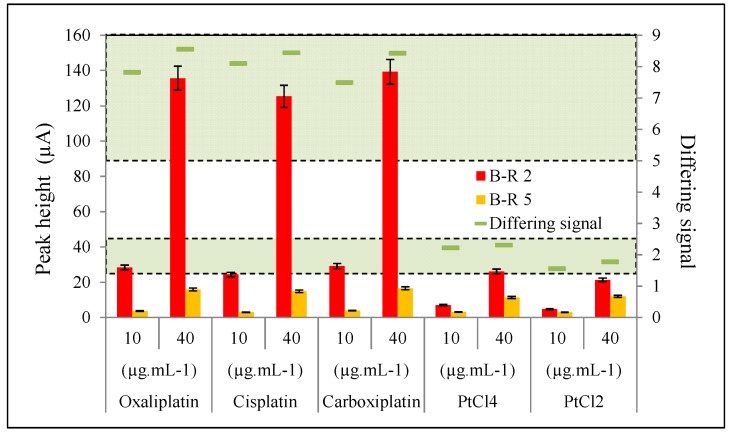 160
140
120
100
80
60
40
20
0
Peak height (µA)
9
8
7
6
5
4
3
2
1
0
Differing signal
B-R 2
B-R 5
Differing signal
10 40 10 40 10 40 10 40 10 40
(µg.mL-1) (µg.mL-1) (µg.mL-1) (µg.mL-1) (µg.mL-1)
Oxaliplatin Cisplatin Carboxiplatin PtCl4 PtCl2